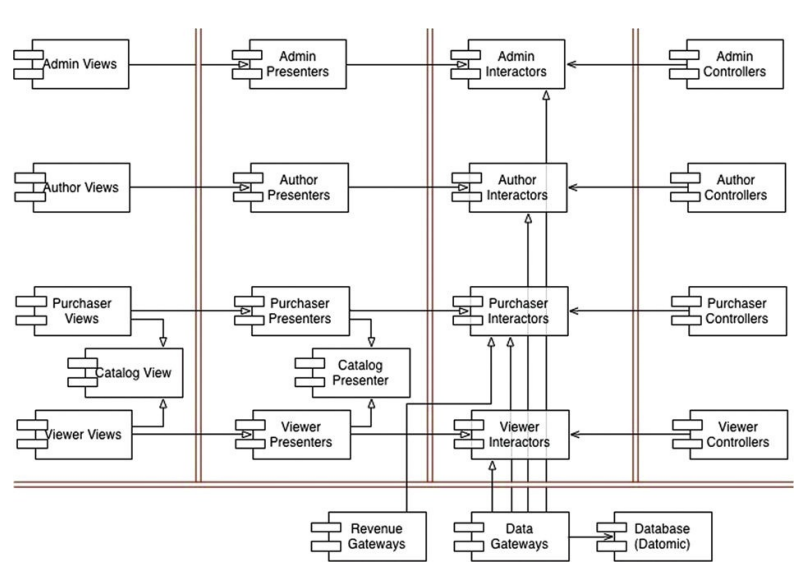 Admin Views
Admin
Presenters
Admin
Interactors
Admin
Controllers
Author Views
Author
Presenters
Author
Interactors
Author
Controllers
Purchaser
Views
Purchaser
Presenters
Purchaser
Interactors
Purchaser
Controllers
Catalog View
Catalog
Presenter
Viewer Views
Viewer
Presenters
Viewer
Interactors
Viewer
Controllers
Revenue
Gateways
Data
Gateways
Database
(Datomic)